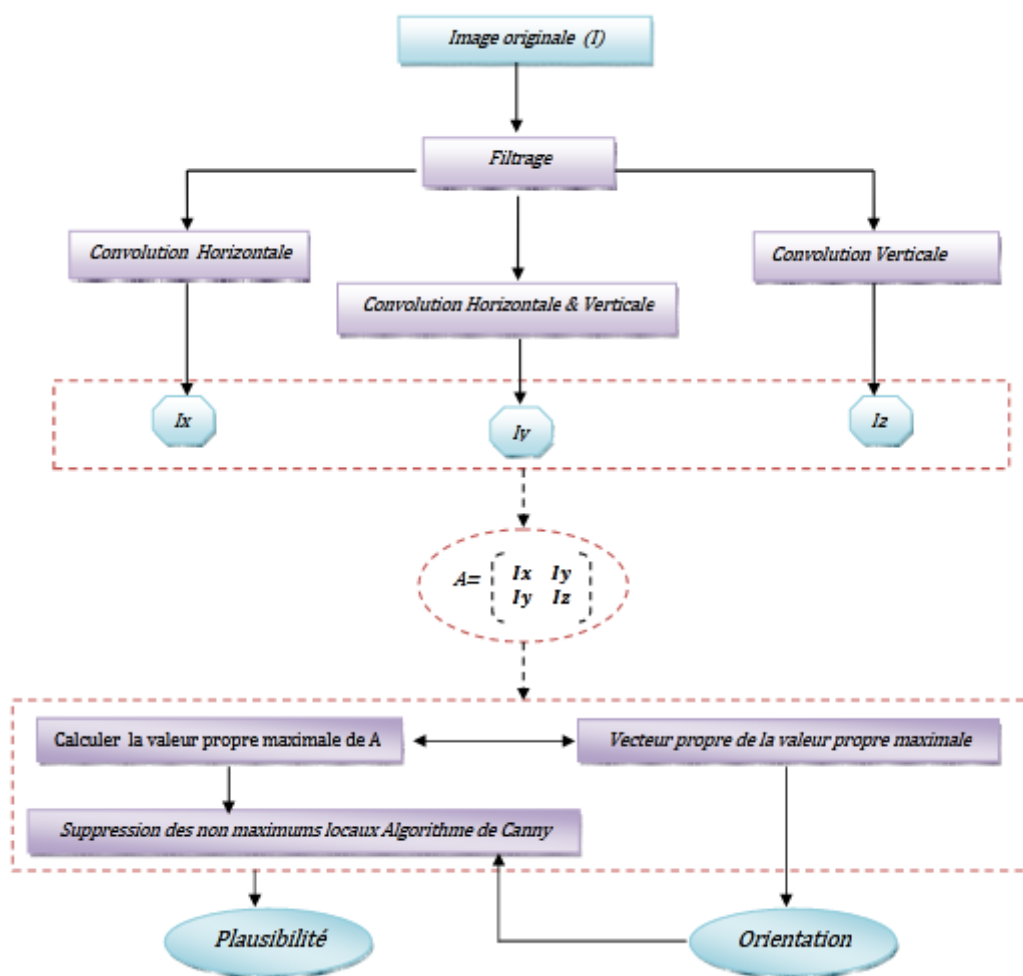 Image originale (I)
Filtrage
Convolution Horizontale
Convolution Verticale
Convolution Horizontale & Verticale
Ix
Iy
Iz
A=
Ix Iy
Iy Iz
Calculer la valeur propre maximale de A
Vecteur propre de la valeur propre maximale
Suppression des non maximums locaux Algorithme de Canny
Plausibilité
Orientation